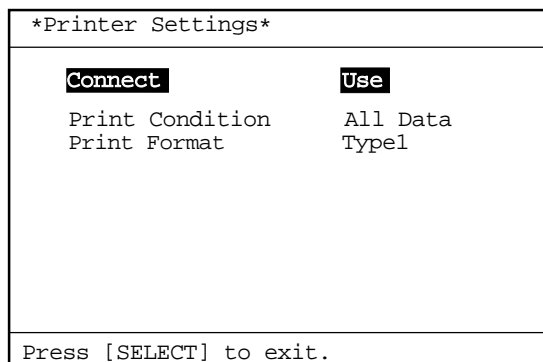 *Printer Settings*
Connect Use
Print Condition All Data
Print Format Type1
Press [SELECT] to exit.